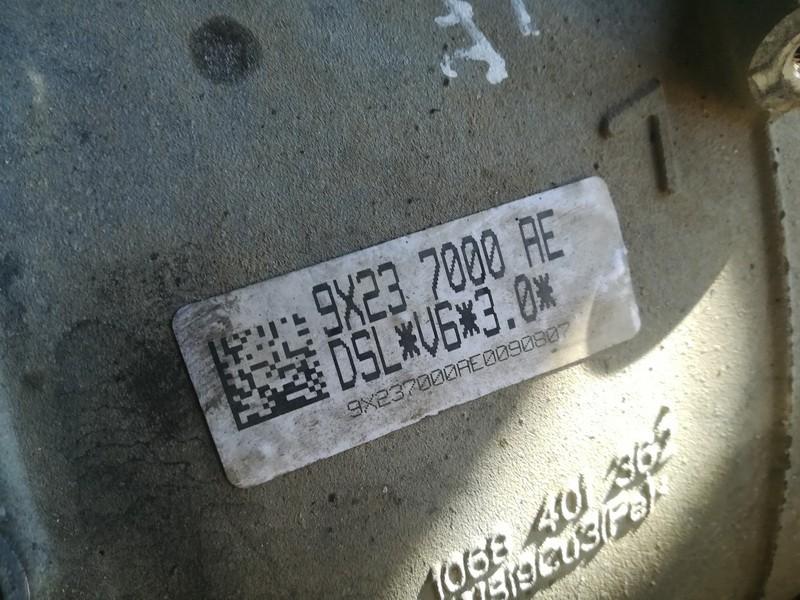 9X23 7000 AE
DSL*V6*3.0*
9X237000AE0090807
1068 401 362